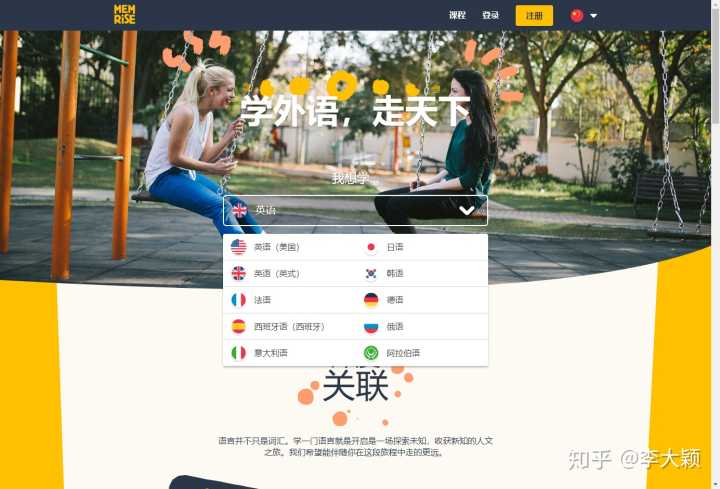 MEM
RiSE
课程 登录 注册
学外语，走天下
我想学...
英语
英语（美国） 日语
英语（英式） 韩语
法语 德语
西班牙语（西班牙） 俄语
意大利语 阿拉伯语
关联
语言并不只是词汇。学一门语言就是开启是一场探索未知，收获新知的人文
之旅。我们希望能伴随你在这段旅程中走的更远。
知乎 @李大颖